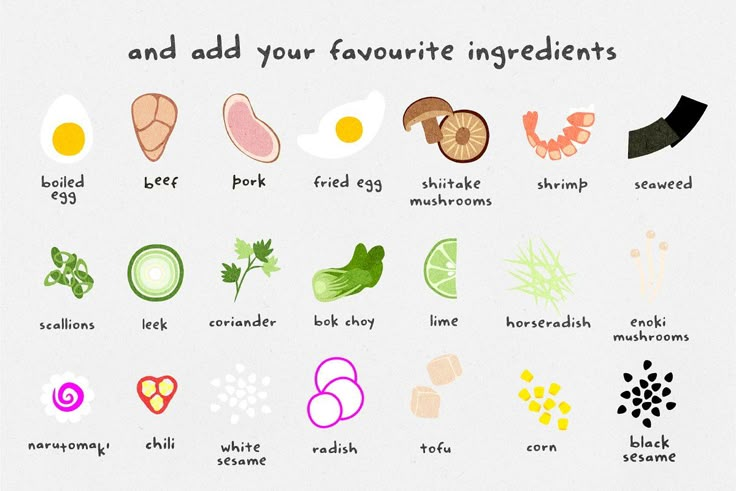 and add your favourite ingredients
boiled
egg
beef
pork
fried egg
shiitake
mushrooms
shrimp
seaweed
scallions
leek
coriander
bok choy
lime
horseradish
enoki
mushrooms
narutomaki
chili
white
sesame
radish
tofu
corn
black
sesame